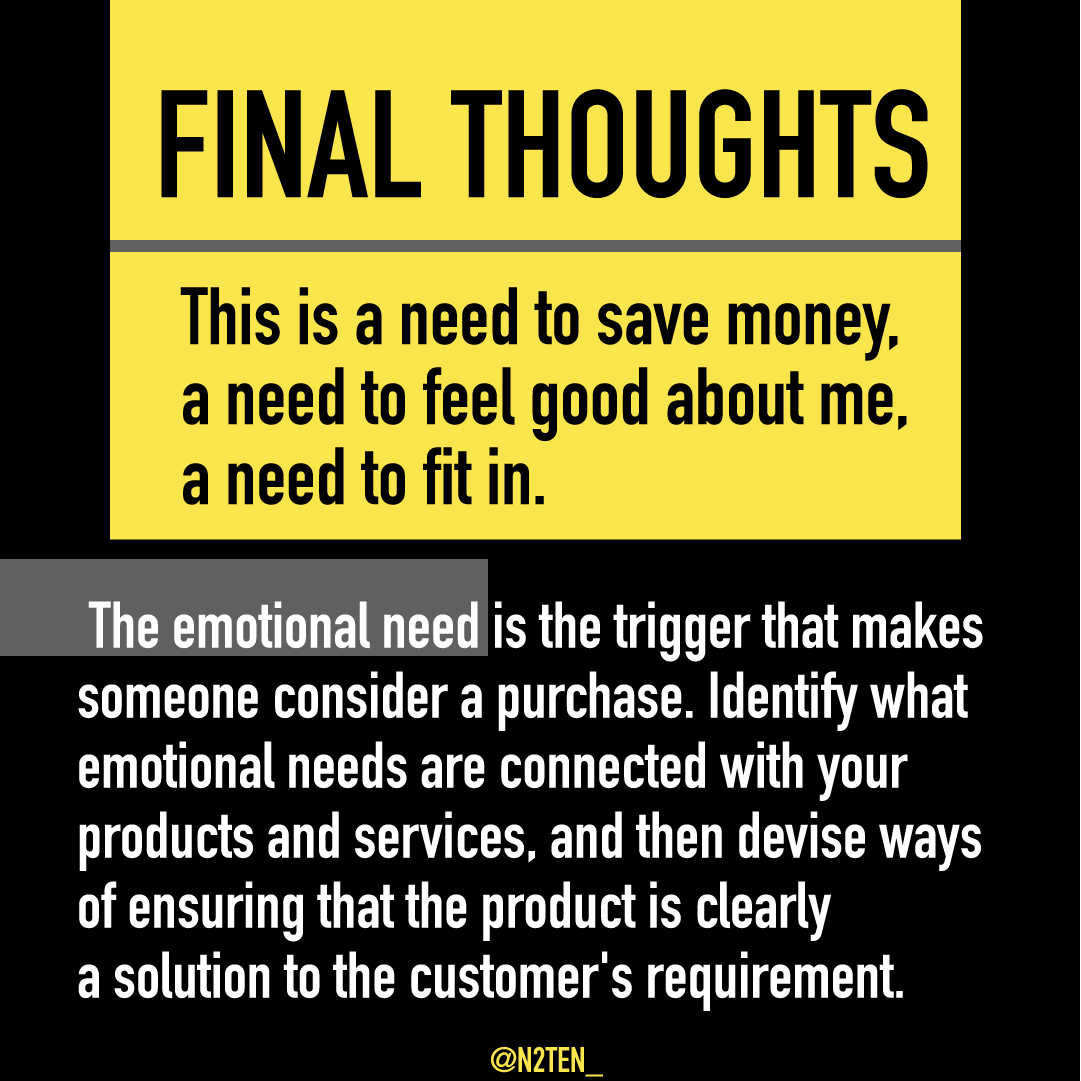 FINAL THOUGHTS
This is a need to save money,
a need to feel good about me,
a need to fit in.
The emotional need is the trigger that makes
someone consider a purchase. Identify what
emotional needs are connected with your
products and services, and then devise ways
of ensuring that the product is clearly
a solution to the customer's requirement.
@N2TEN_